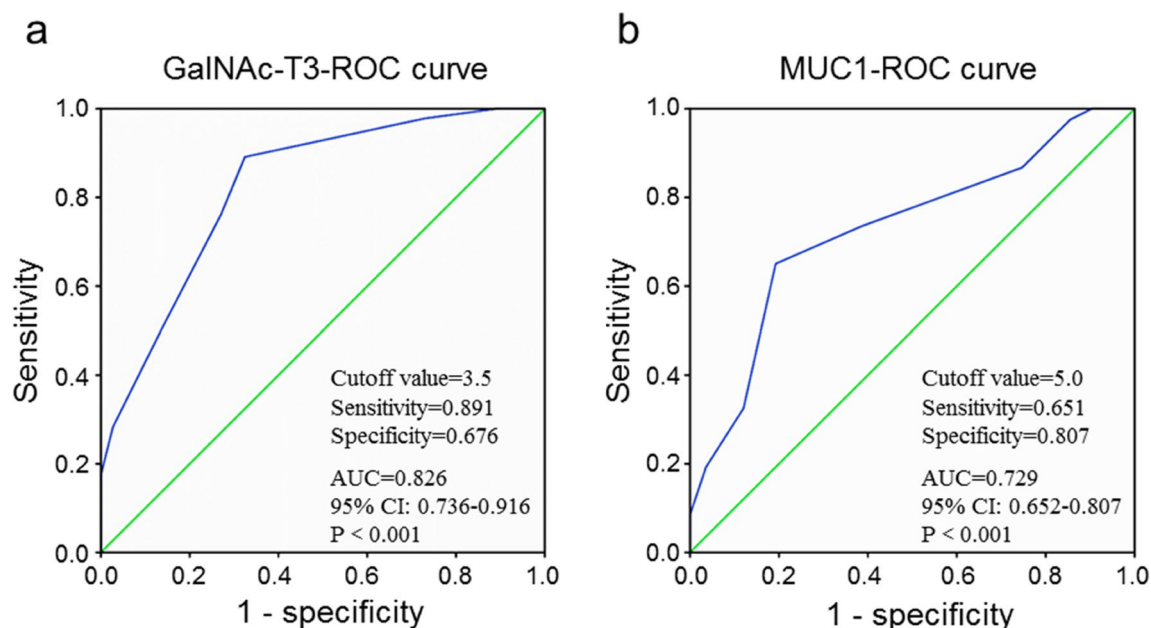 a
GalNAc-T3-ROC curve
1.0
0.8
0.6
0.4
0.2
0.0
Sensitivity
Cutoff value=3.5
Sensitivity=0.891
Specificity=0.676
AUC=0.826
95% CI: 0.736-0.916
P < 0.001
0.0 0.2 0.4 0.6 0.8 1.0
1 - specificity
b
MUC1-ROC curve
1.0
0.8
0.6
0.4
0.2
0.0
Sensitivity
Cutoff value=5.0
Sensitivity=0.651
Specificity=0.807
AUC=0.729
95% CI: 0.652-0.807
P < 0.001
0.0 0.2 0.4 0.6 0.8 1.0
1 - specificity